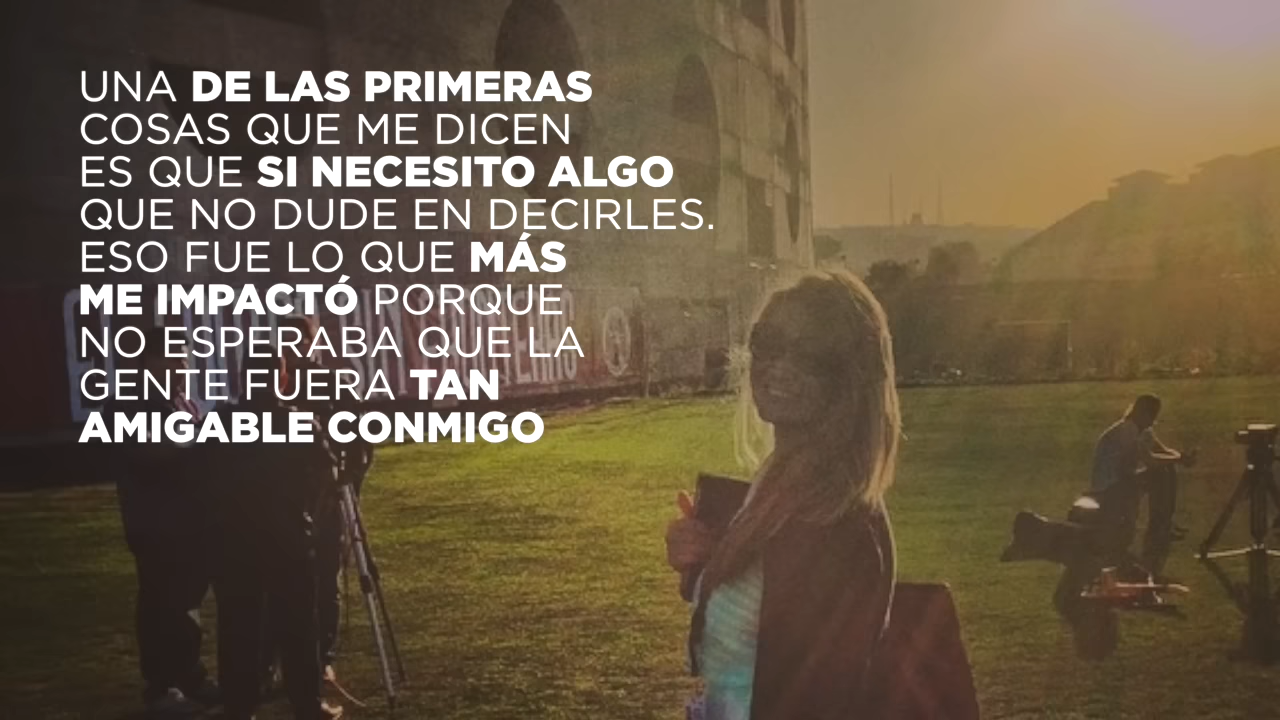 UNA DE LAS PRIMERAS
COSAS QUE ME DICEN
ES QUE SI NECESITO ALGO
QUE NO DUDE EN DECIRLES.
ESO FUE LO QUE MÁS
ME IMPACTÓ PORQUE
NO ESPERABA QUE LA
GENTE FUERA TAN
AMIGABLE CONMIGO